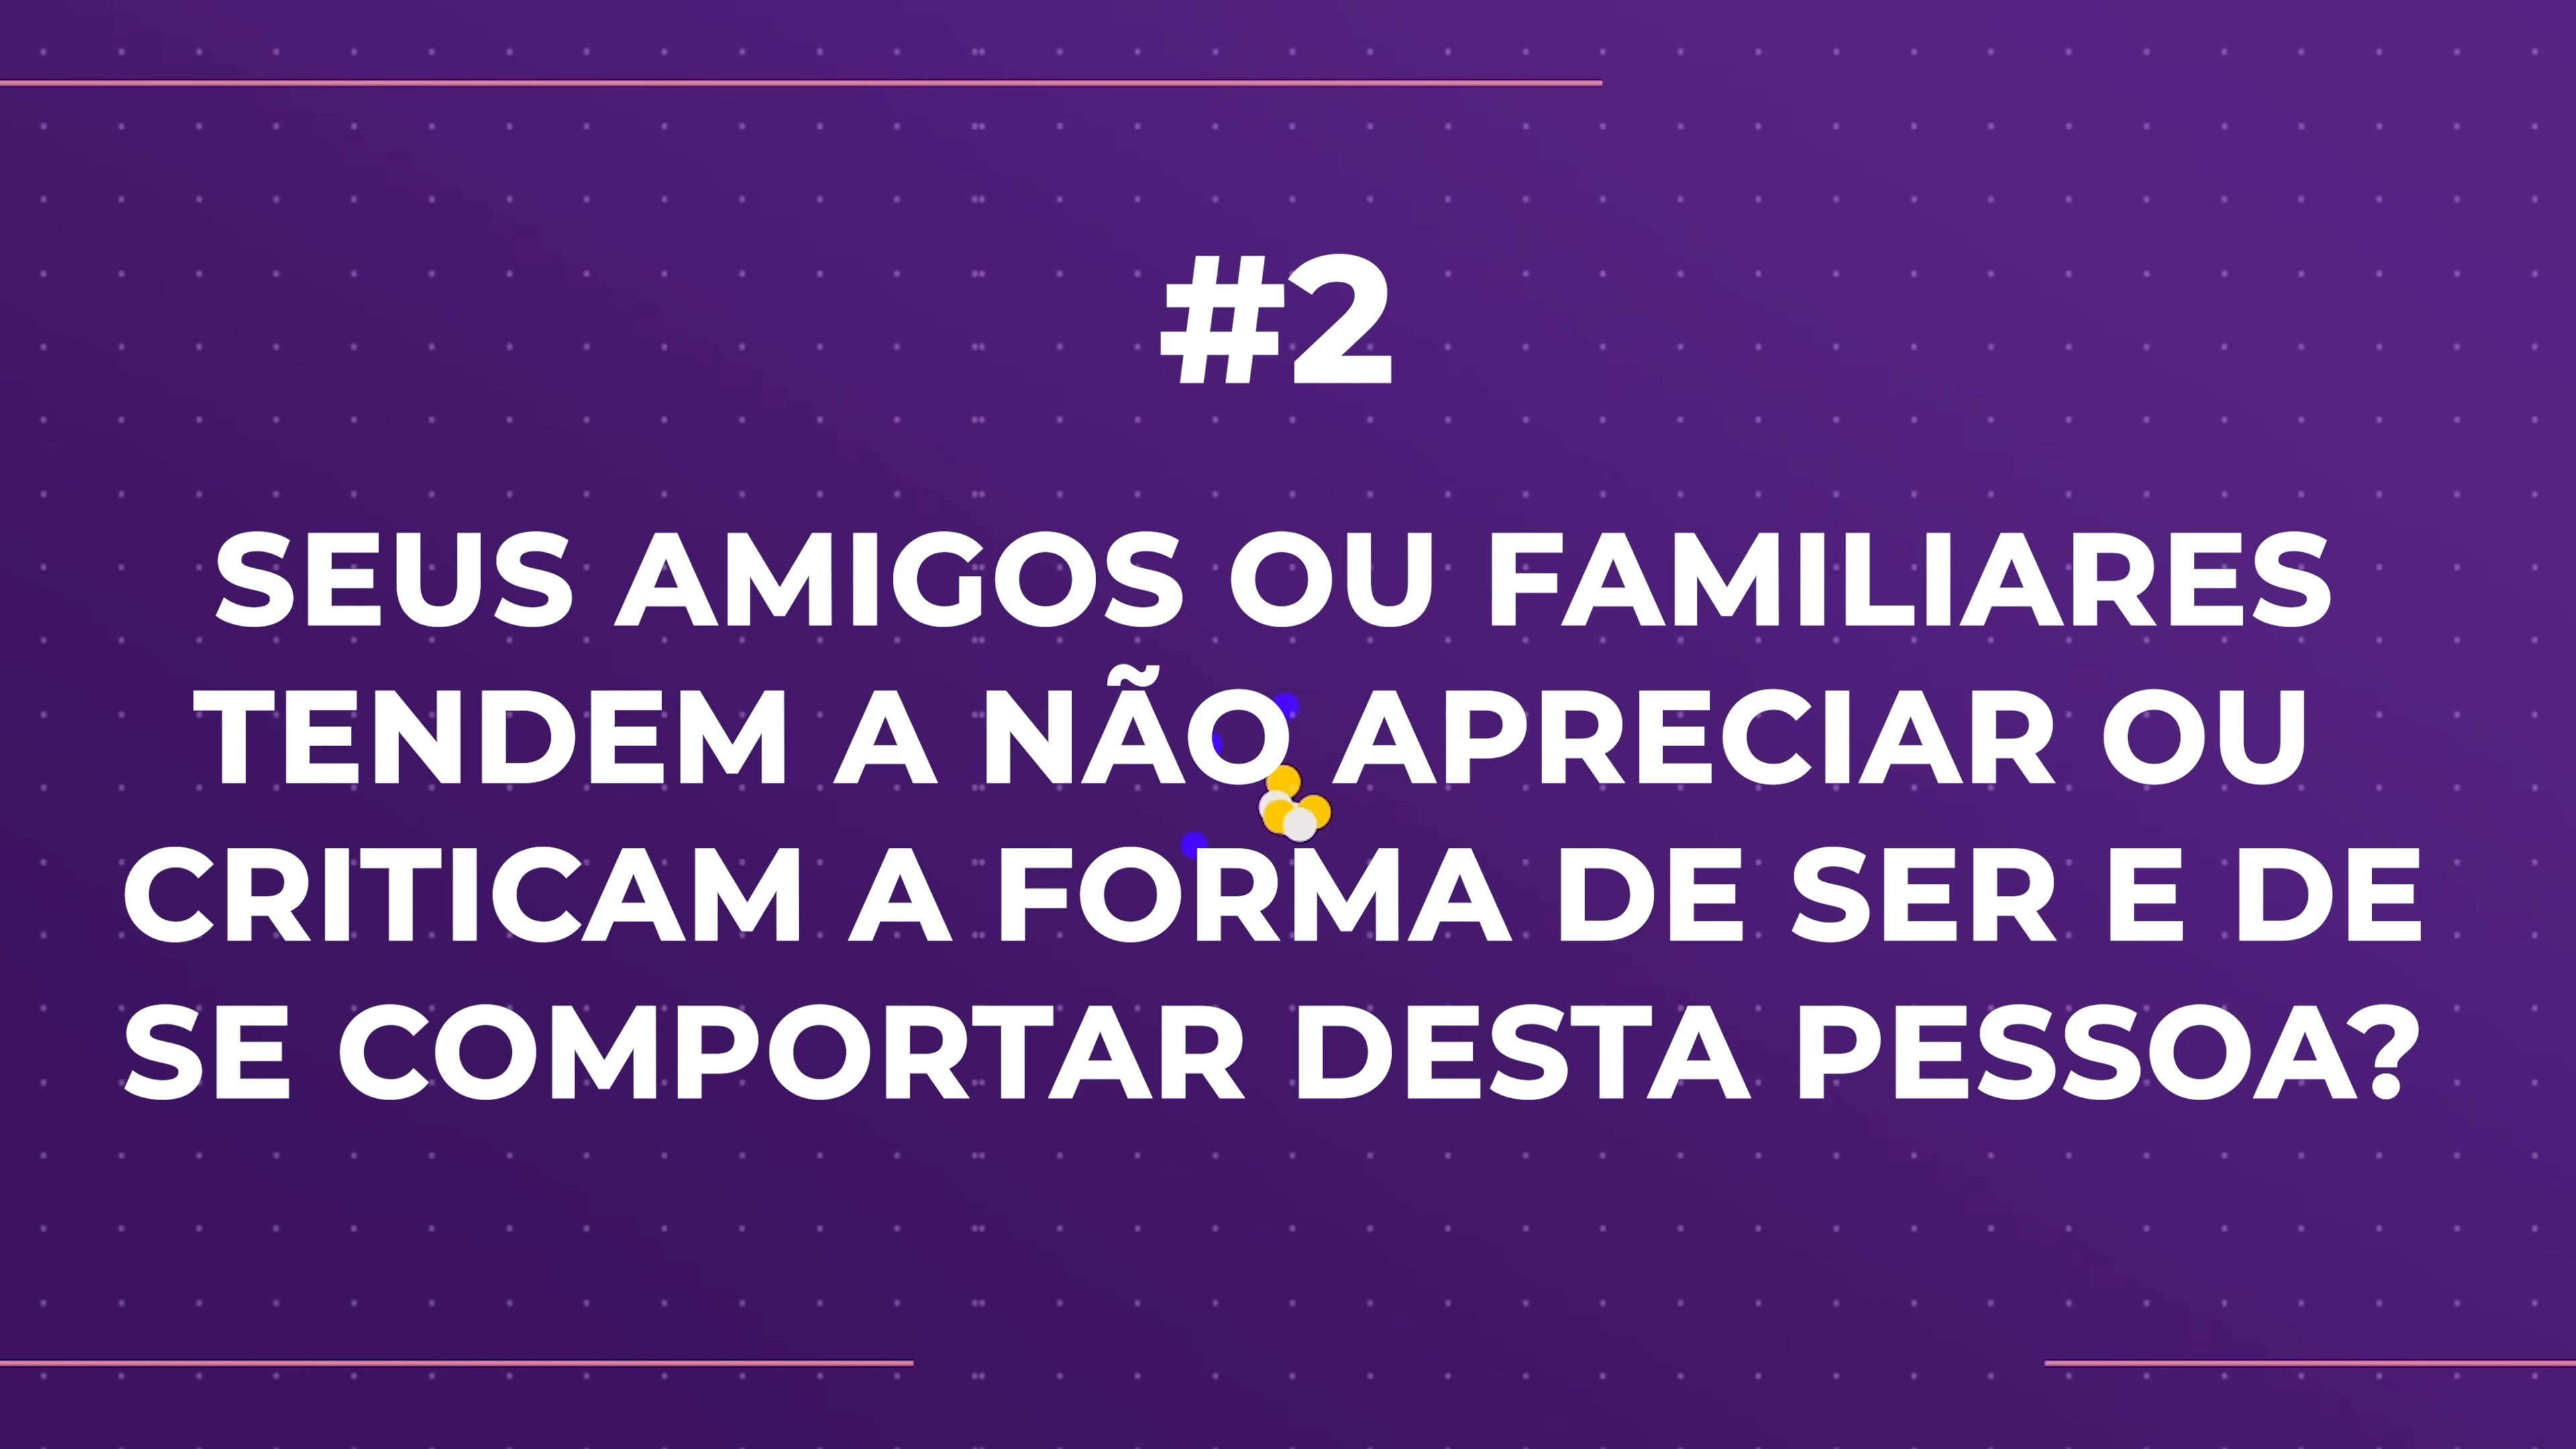 #2
SEUS AMIGOS OU FAMILIARES
TENDEM A NÃO APRECIAR OU
CRITICAM A FORMA DE SER E DE
SE COMPORTAR DESTA PESSOA?